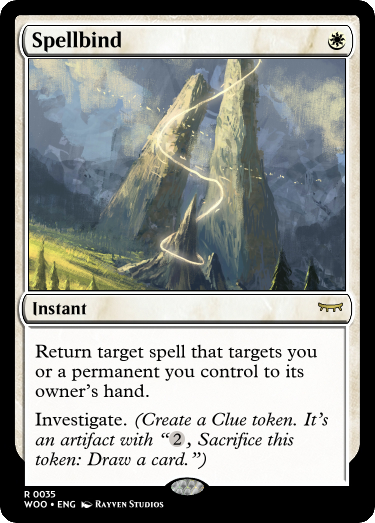 Spellbind
Instant
Return target spell that targets you
or a permanent you control to its
owner's hand.
Investigate. (Create a Clue token. It's
an artifact with “2, Sacrifice this
token: Draw a card.”)
R 0035
WOO • ENG Rayven Studios